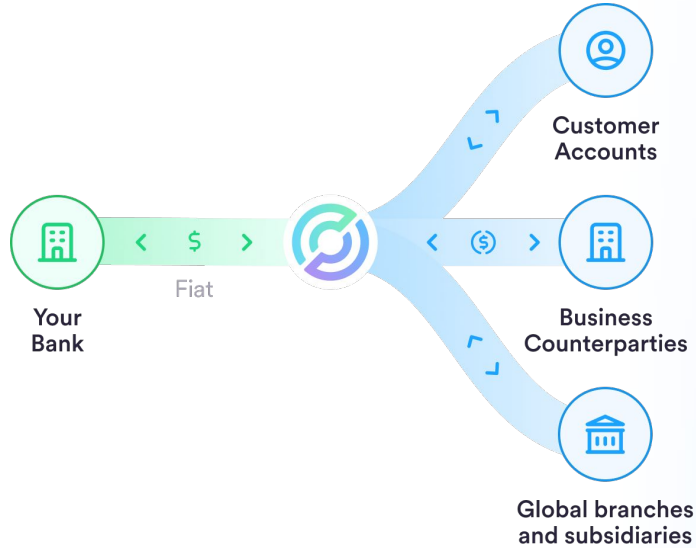 Customer
Accounts
$
$
Fiat
Your
Bank
Business
Counterparties
Global branches
and subsidiaries